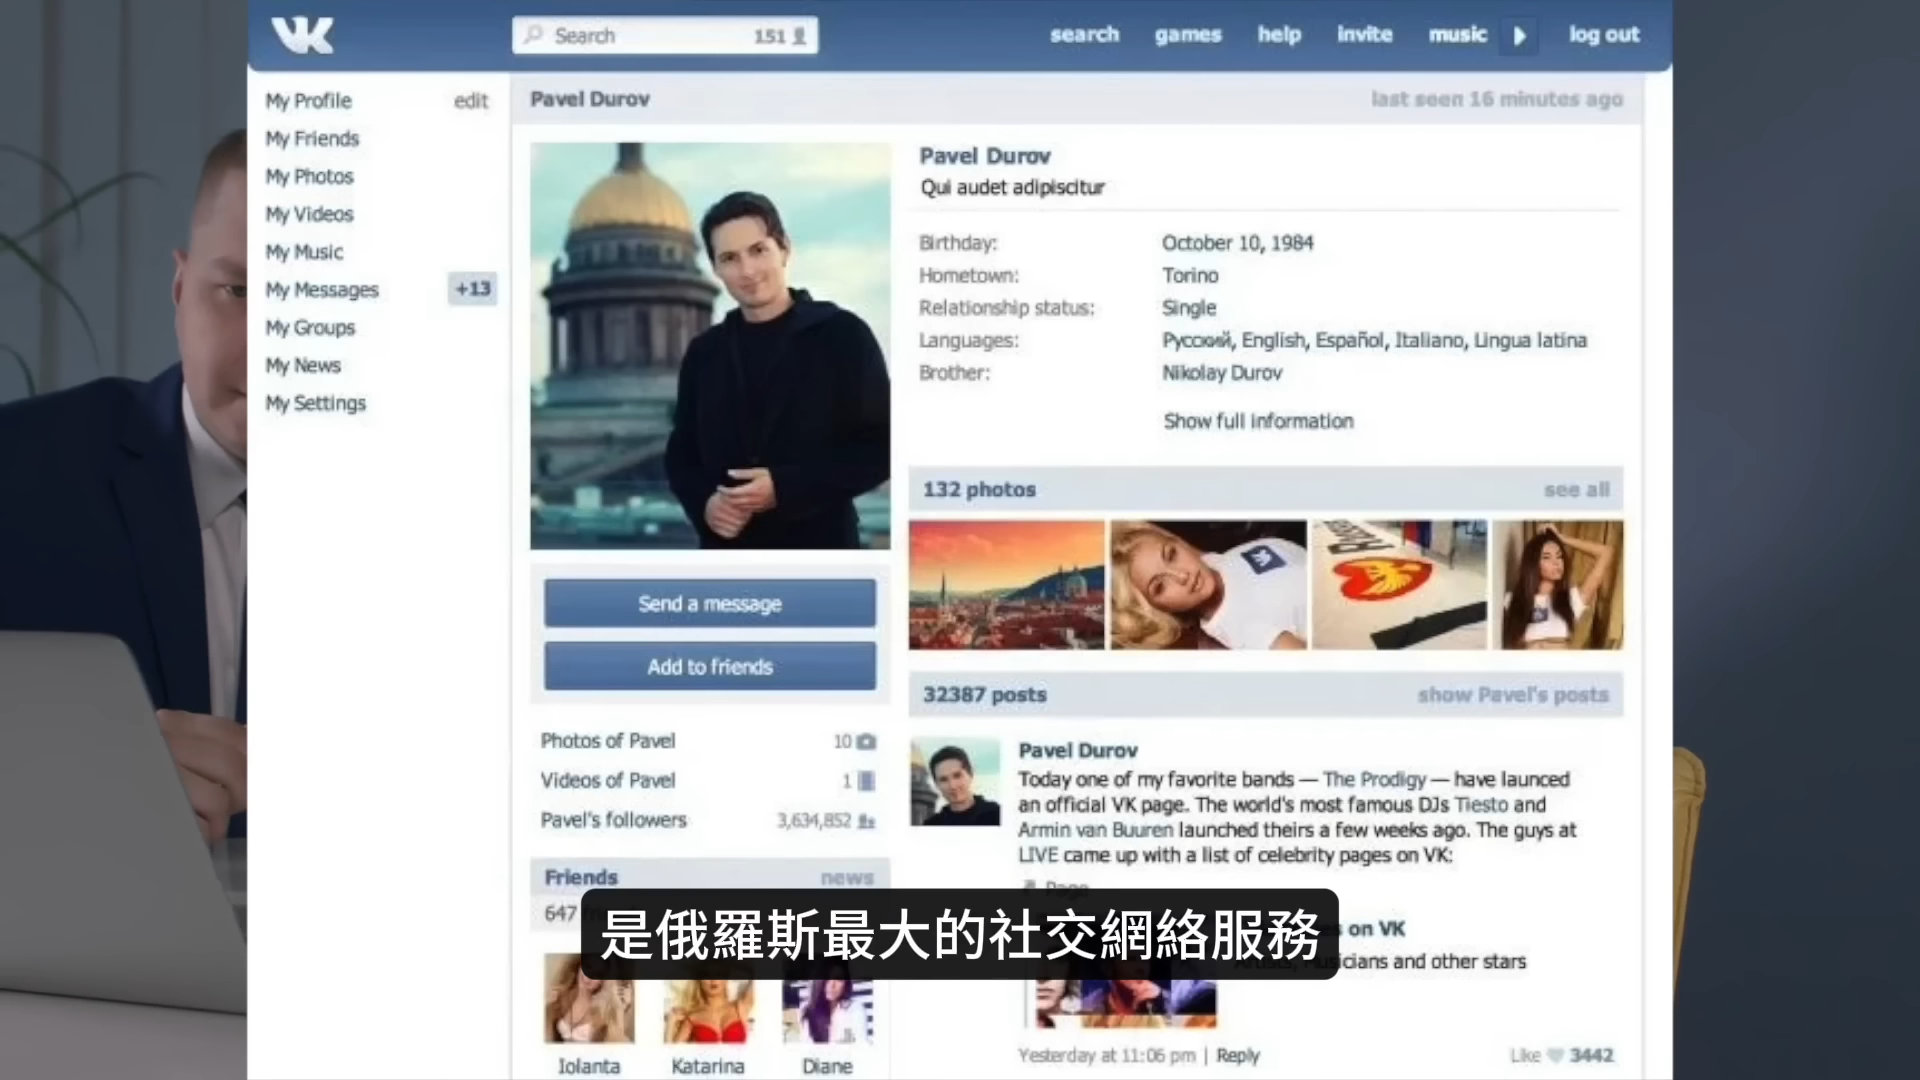 VK
Search 151
search games help invite music log out
My Profile edit
My Friends
My Photos
My Videos
My Music
My Messages +13
My Groups
My News
My Settings
Pavel Durov last seen 16 minutes ago
Pavel Durov
Qui audet adipiscitur
Birthday: October 10, 1984
Hometown: Torino
Relationship status: Single
Languages: Русский, English, Español, Italiano, Lingua latina
Brother: Nikolay Durov
Show full information
132 photos see all
Send a message
Add to friends
Photos of Pavel 10
Videos of Pavel 1
Pavel's followers 3,634,852
Friends news
647
Iolanta Katarina Diane
32387 posts show Pavel's posts
Pavel Durov
Today one of my favorite bands — The Prodigy — have launched
an official VK page. The world's most famous DJs Tiesto and
Armin van Buuren launched theirs a few weeks ago. The guys at
LIVE came up with a list of celebrity pages on VK:
Page
on VK
musicians and other stars
Yesterday at 11:06 pm | Reply Like 3442
是俄羅斯最大的社交網絡服務